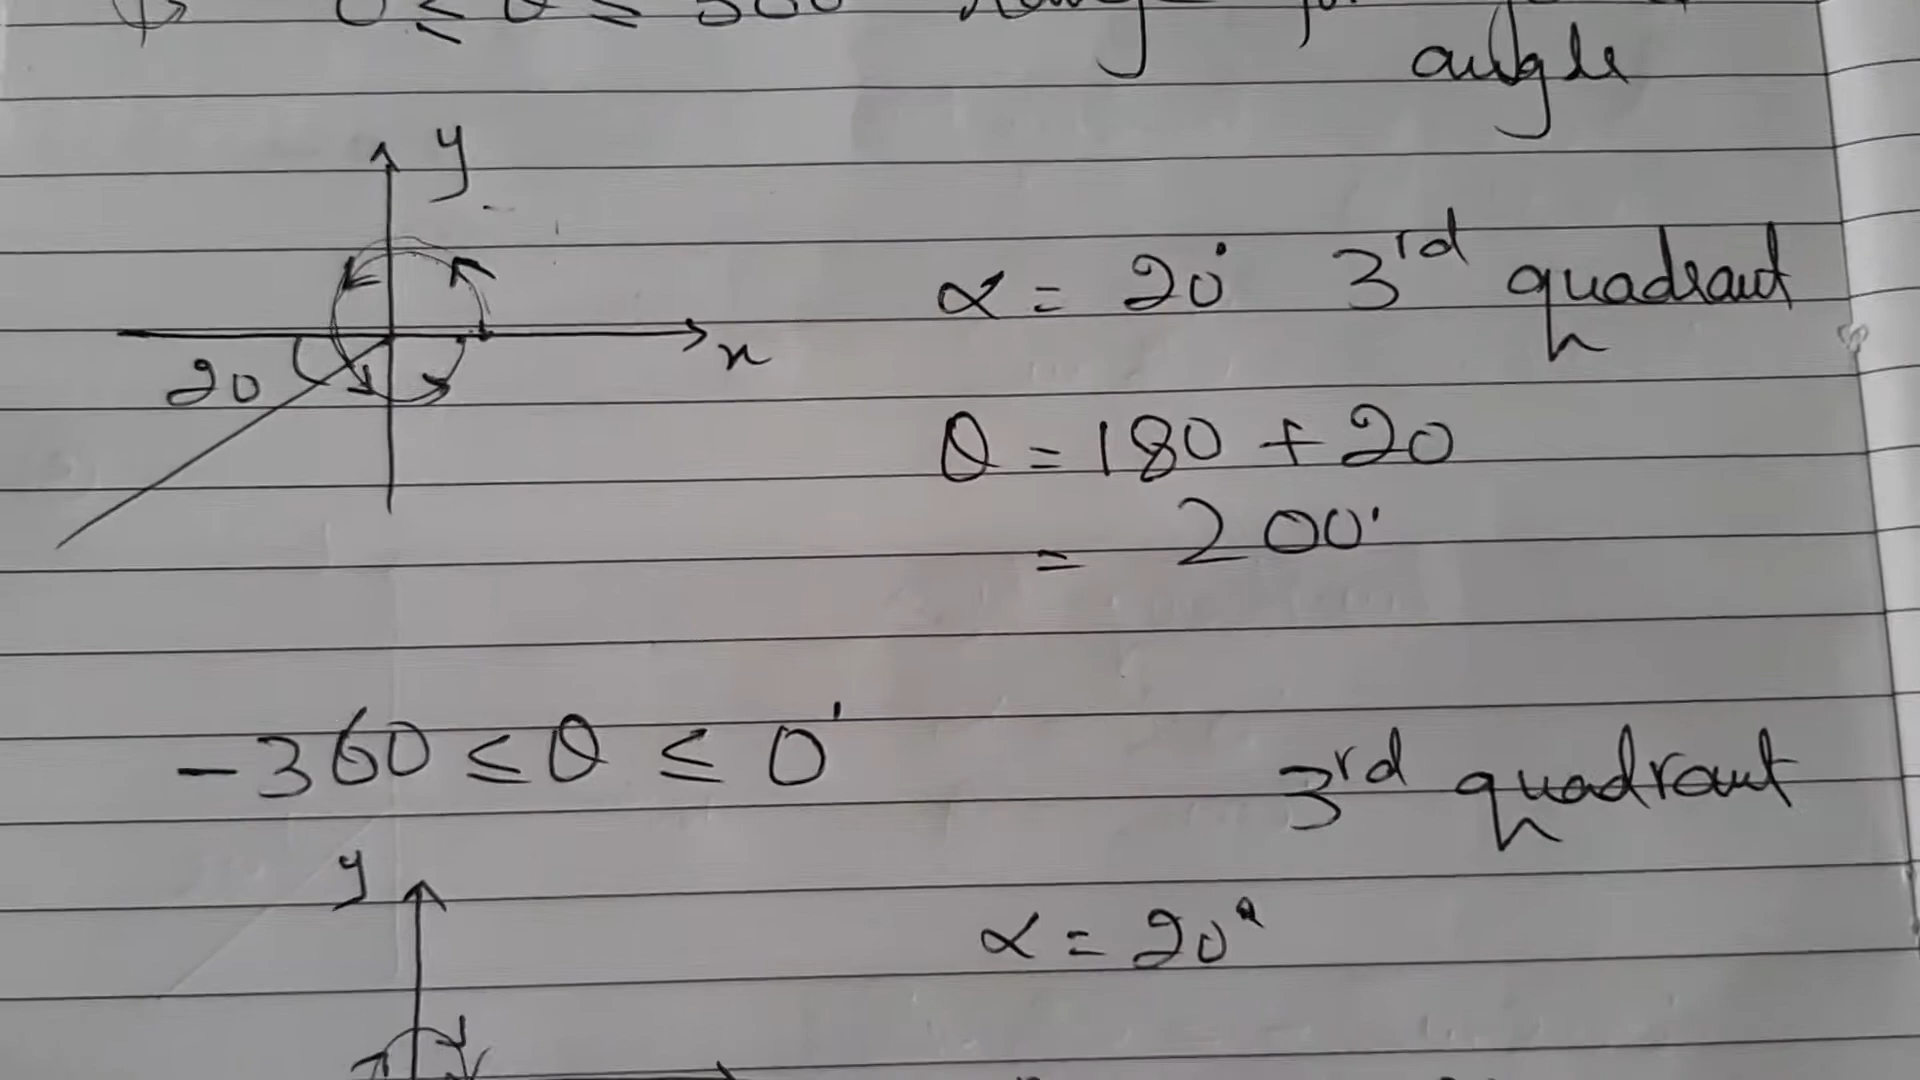 angle
y
α = 20° 3rd quadrant
x
20
θ = 180 + 20
= 200°
-360 ≤ θ ≤ 0°
3rd quadrant
y
α = 20°